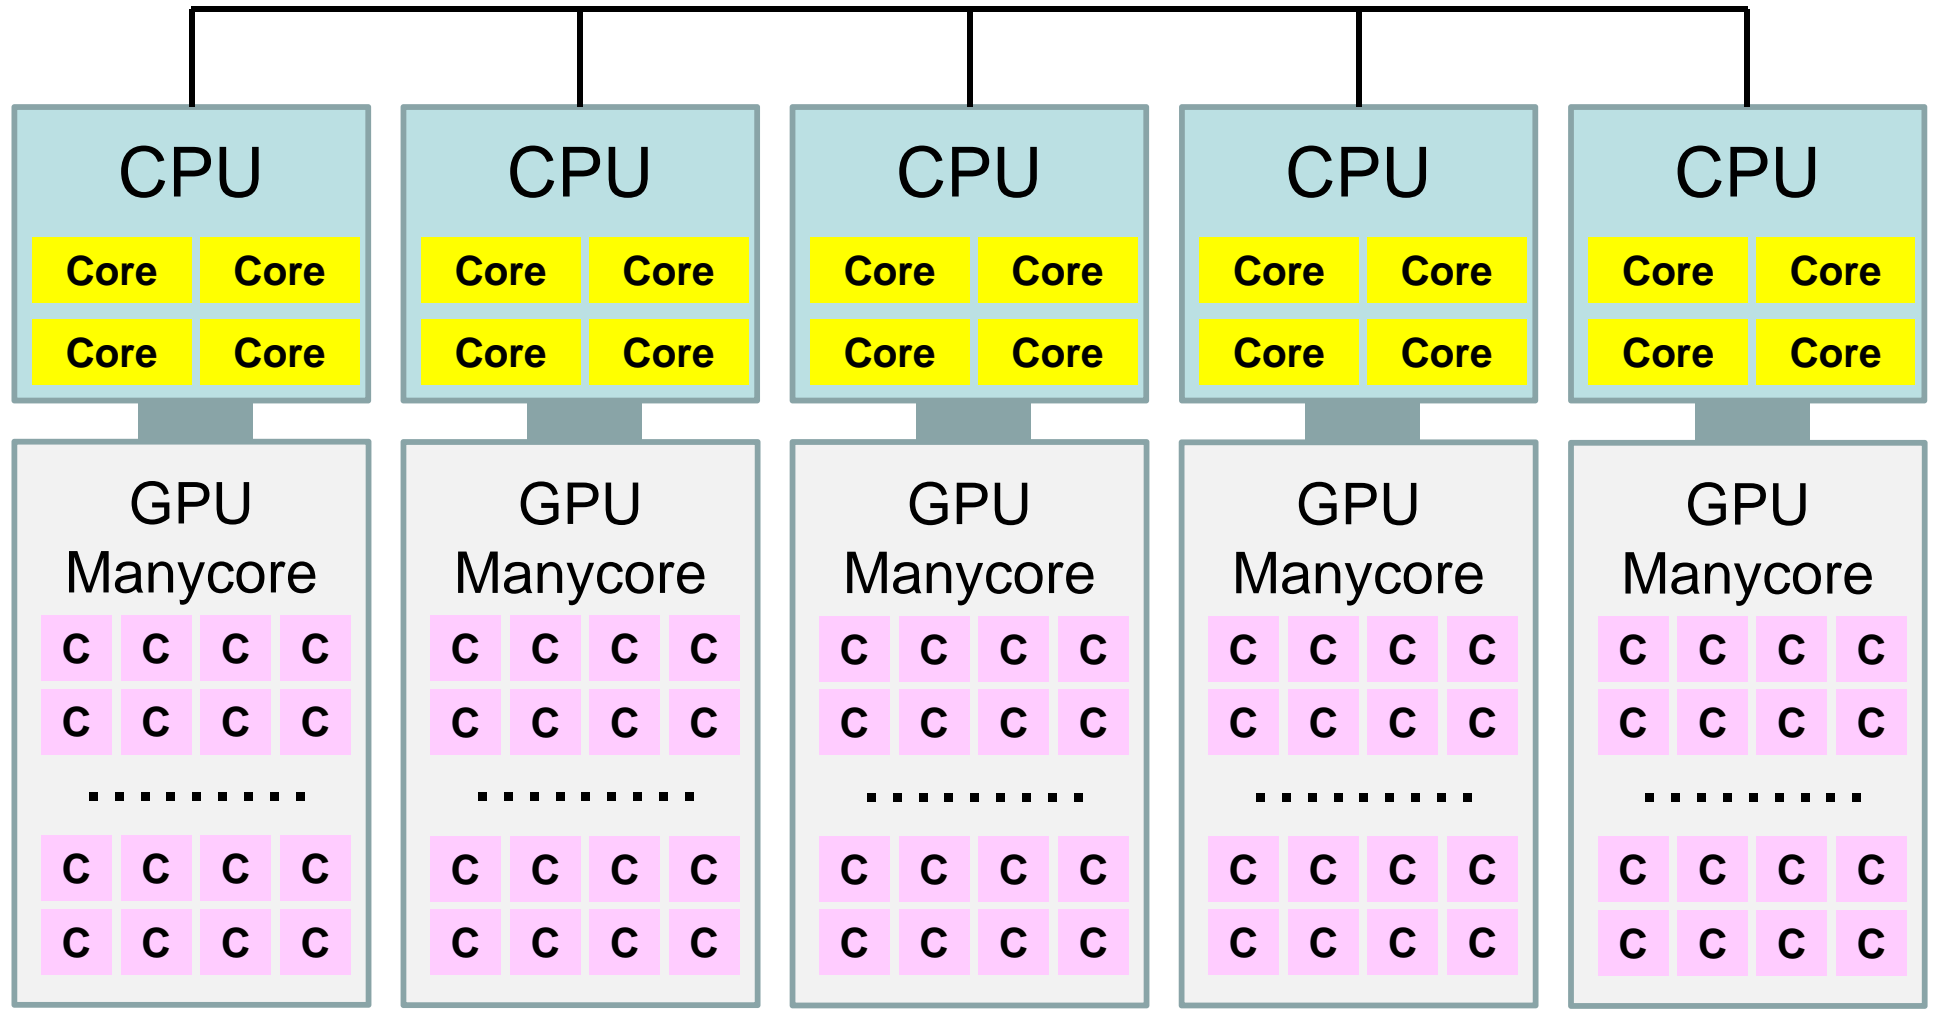 CPU CPU CPU CPU CPU
Core Core Core Core Core Core Core Core Core Core
Core Core Core Core Core Core Core Core Core Core
GPU GPU GPU GPU GPU
Manycore Manycore Manycore Manycore Manycore
C C C C C C C C C C C C C C C C C C C C
C C C C C C C C C C C C C C C C C C C C
......... ......... ......... ......... .........
C C C C C C C C C C C C C C C C C C C C
C C C C C C C C C C C C C C C C C C C C